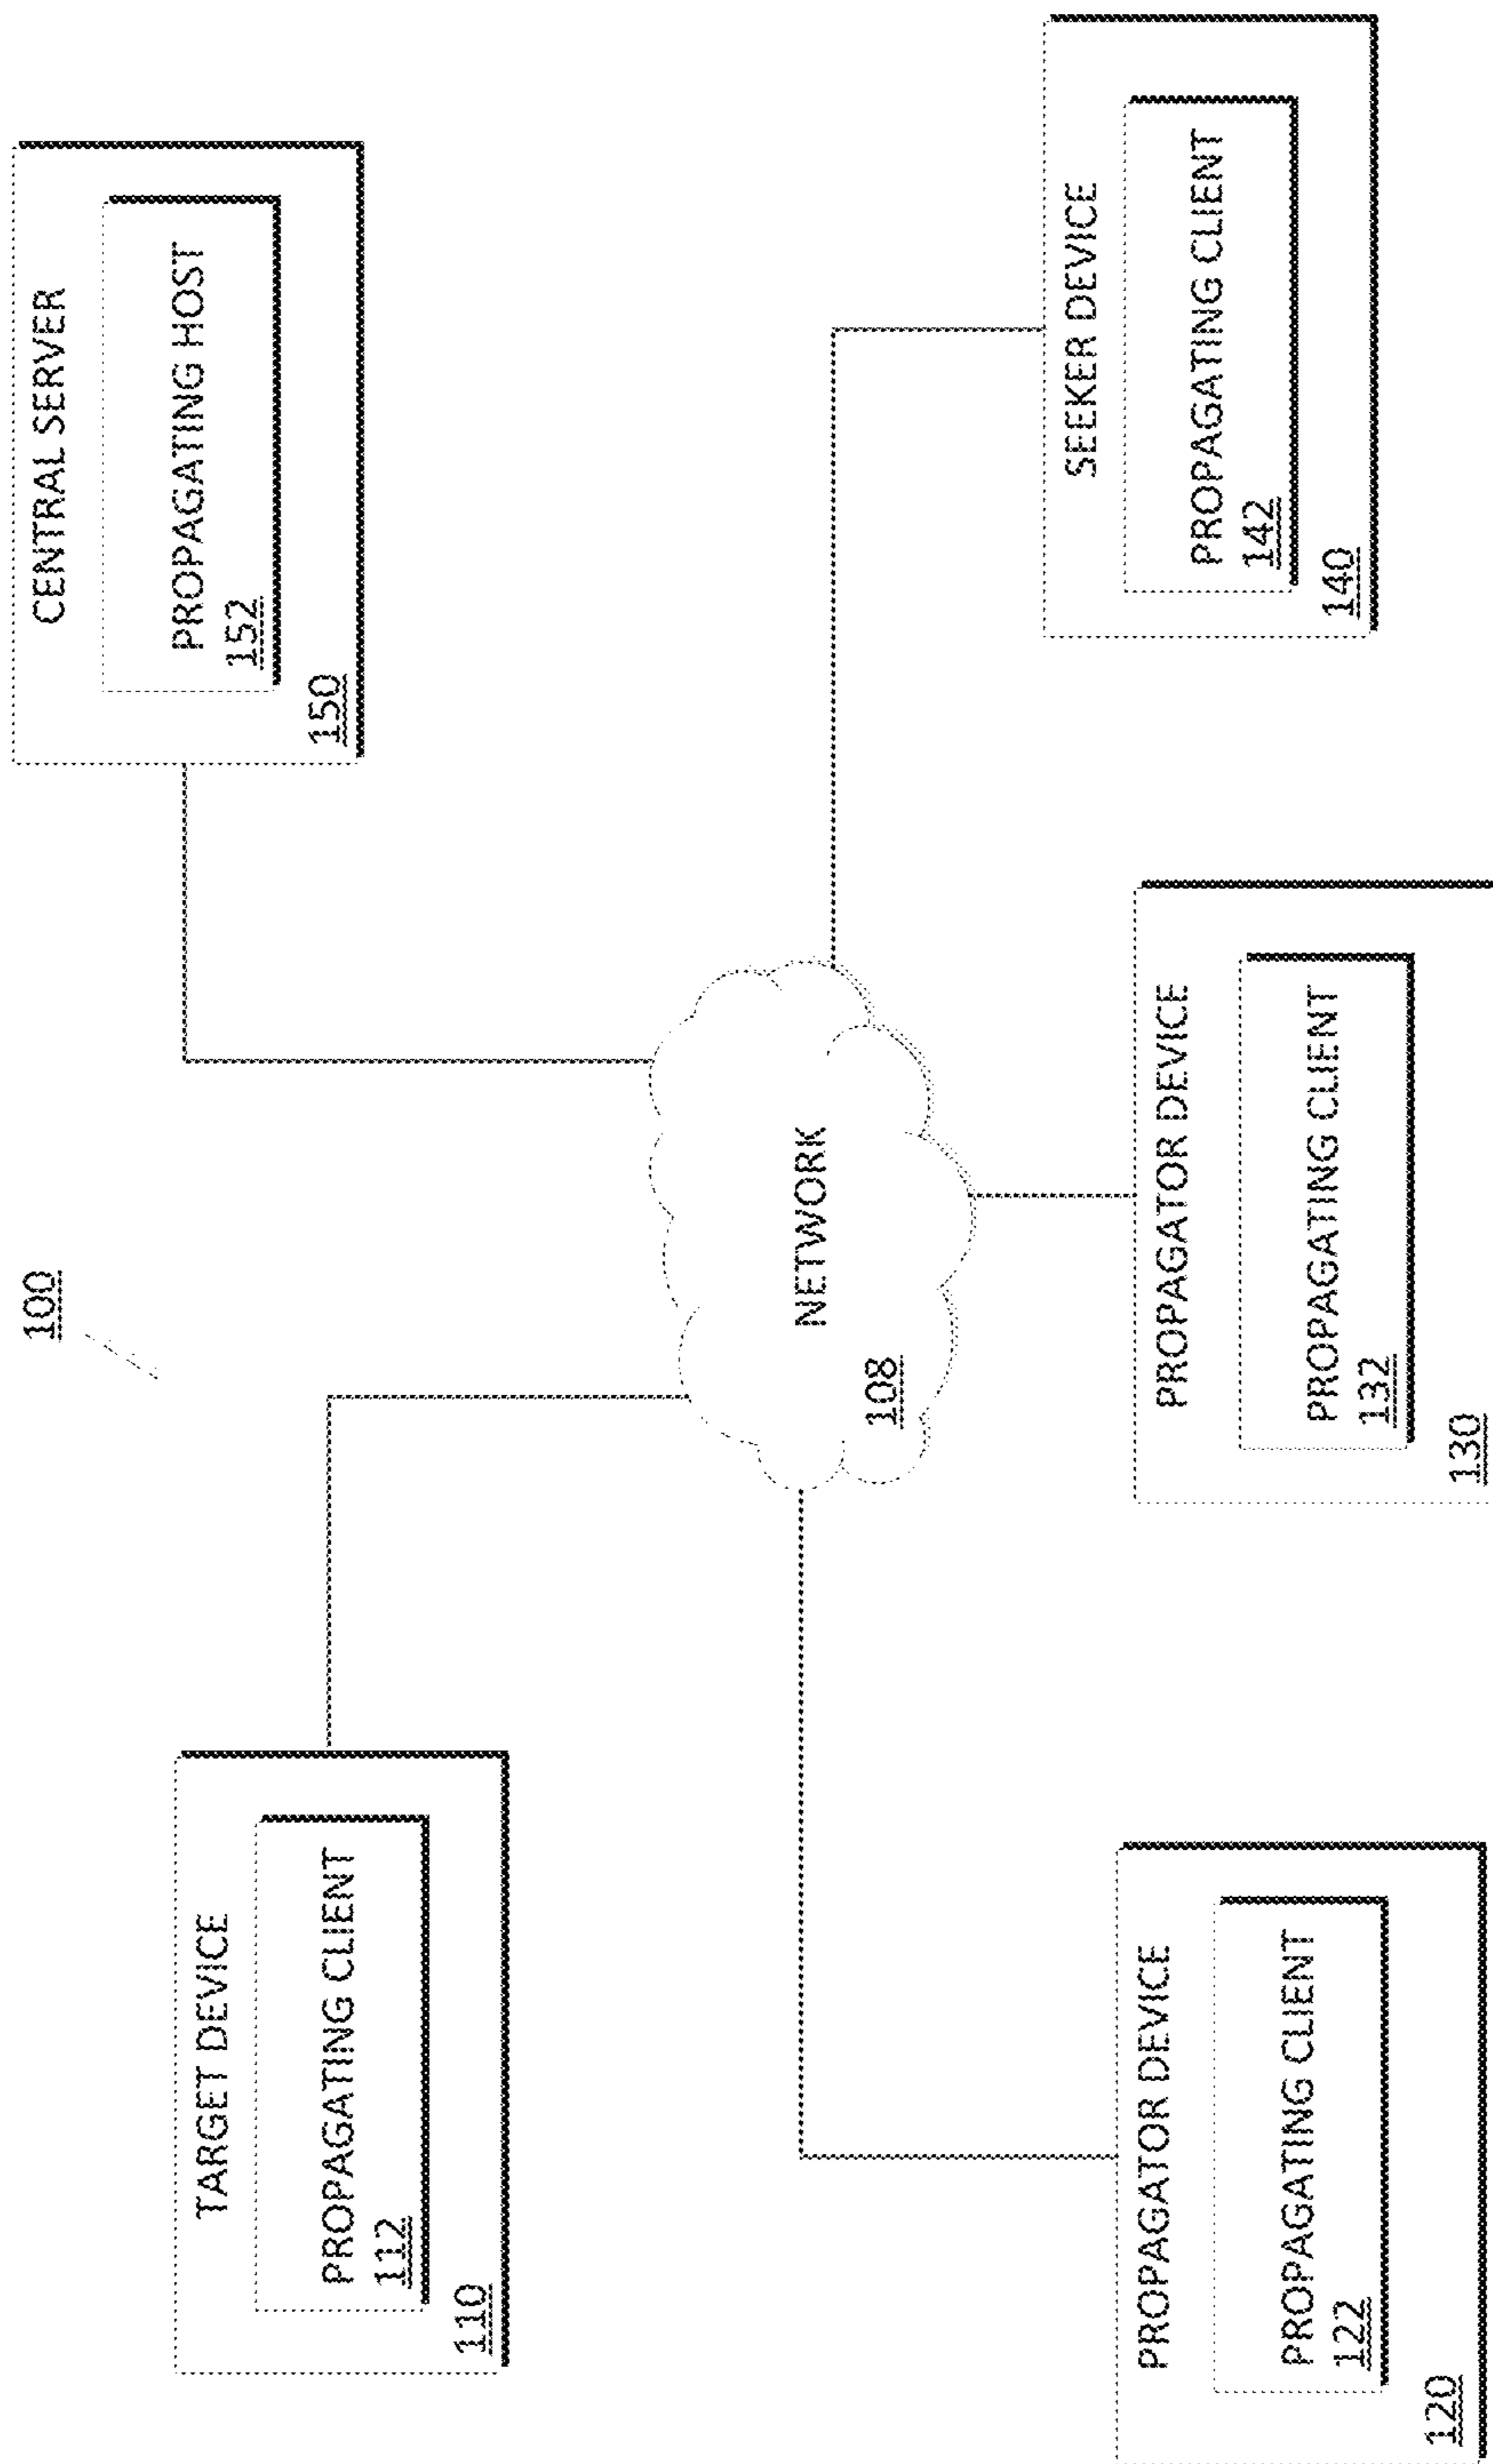 100
TARGET DEVICE
PROPAGATING CLIENT
112
110
CENTRAL SERVER
PROPAGATING HOST
152
150
NETWORK
108
PROPAGATOR DEVICE
PROPAGATING CLIENT
122
120
PROPAGATOR DEVICE
PROPAGATING CLIENT
132
130
SEEKER DEVICE
PROPAGATING CLIENT
142
140